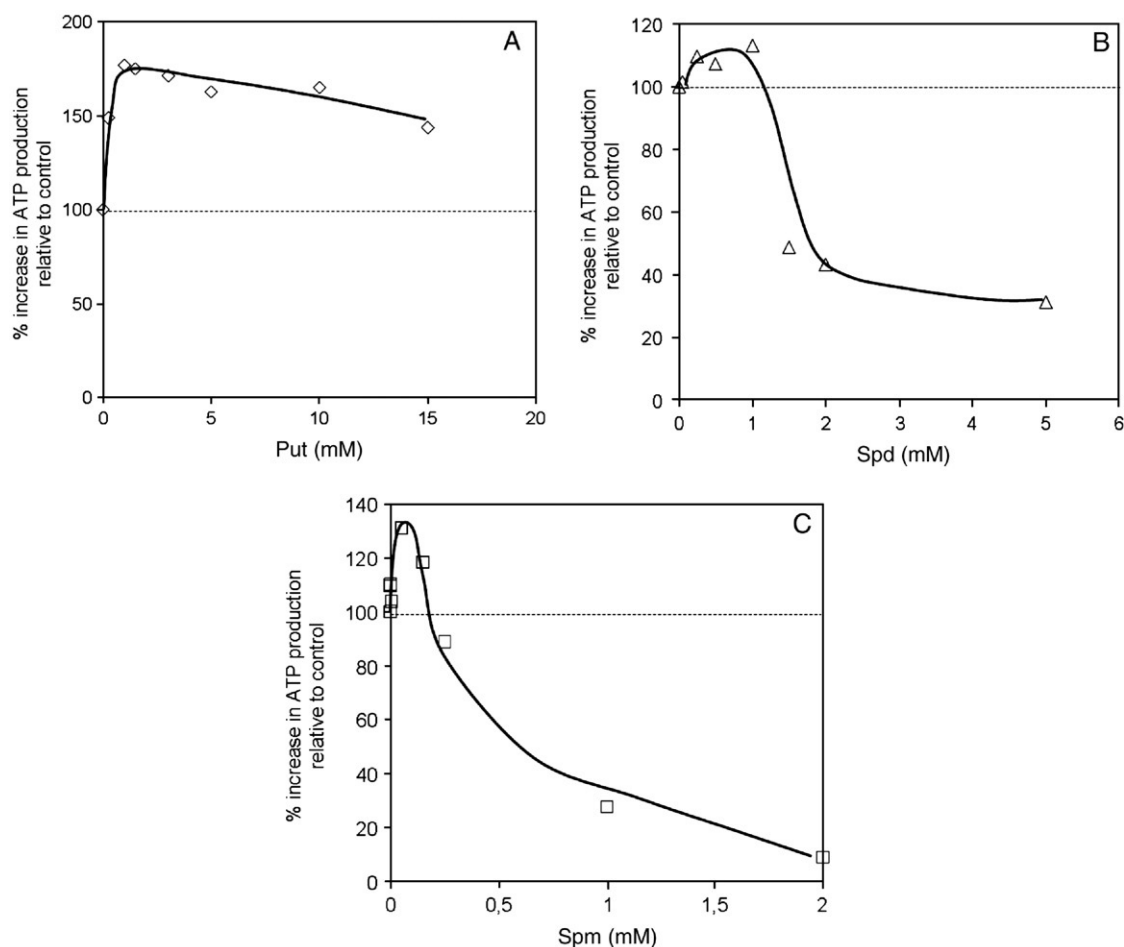 A
% increase in ATP production
relative to control
200
150
100
50
0
0 5 10 15 20
Put (mM)
B
% increase in ATP production
relative to control
120
100
80
60
40
20
0
0 1 2 3 4 5 6
Spd (mM)
C
% increase in ATP production
relative to control
140
120
100
80
60
40
20
0
0 0,5 1 1,5 2
Spm (mM)